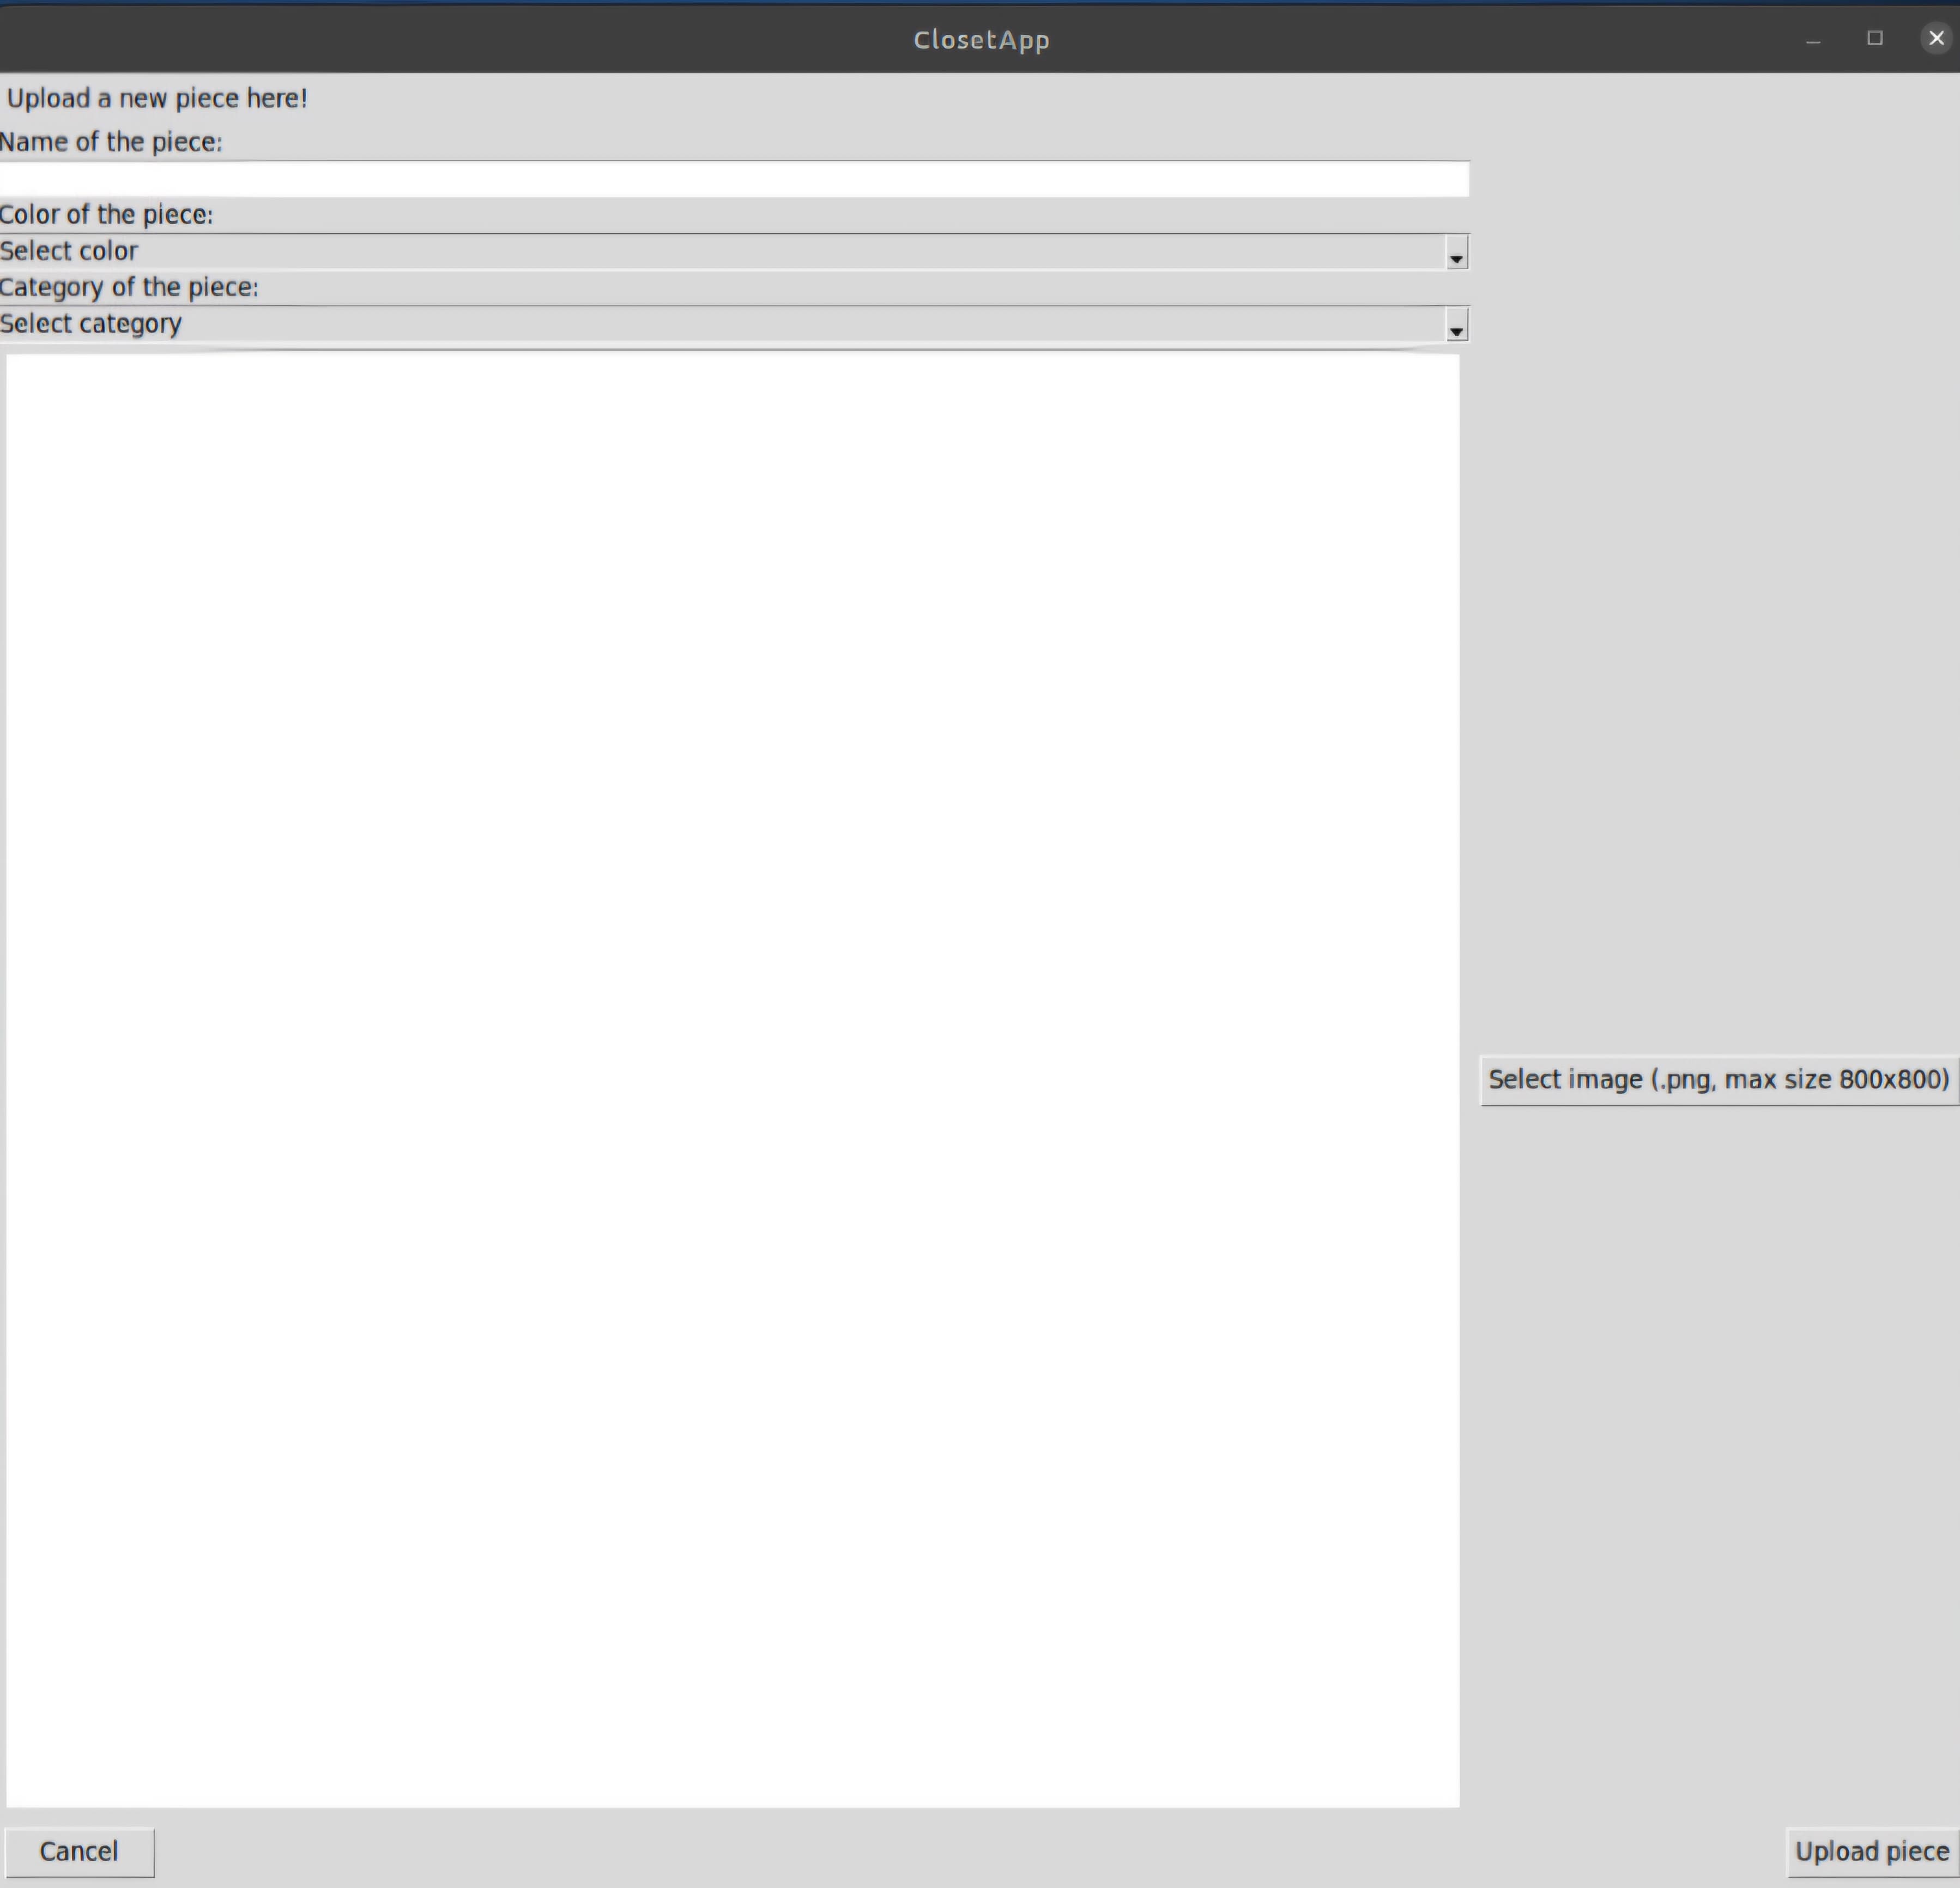 ClosetApp
Upload a new piece here!
Name of the piece:
Color of the piece:
Select color
Category of the piece:
Select category
Select image (.png, max size 800x800)
Cancel
Upload piece